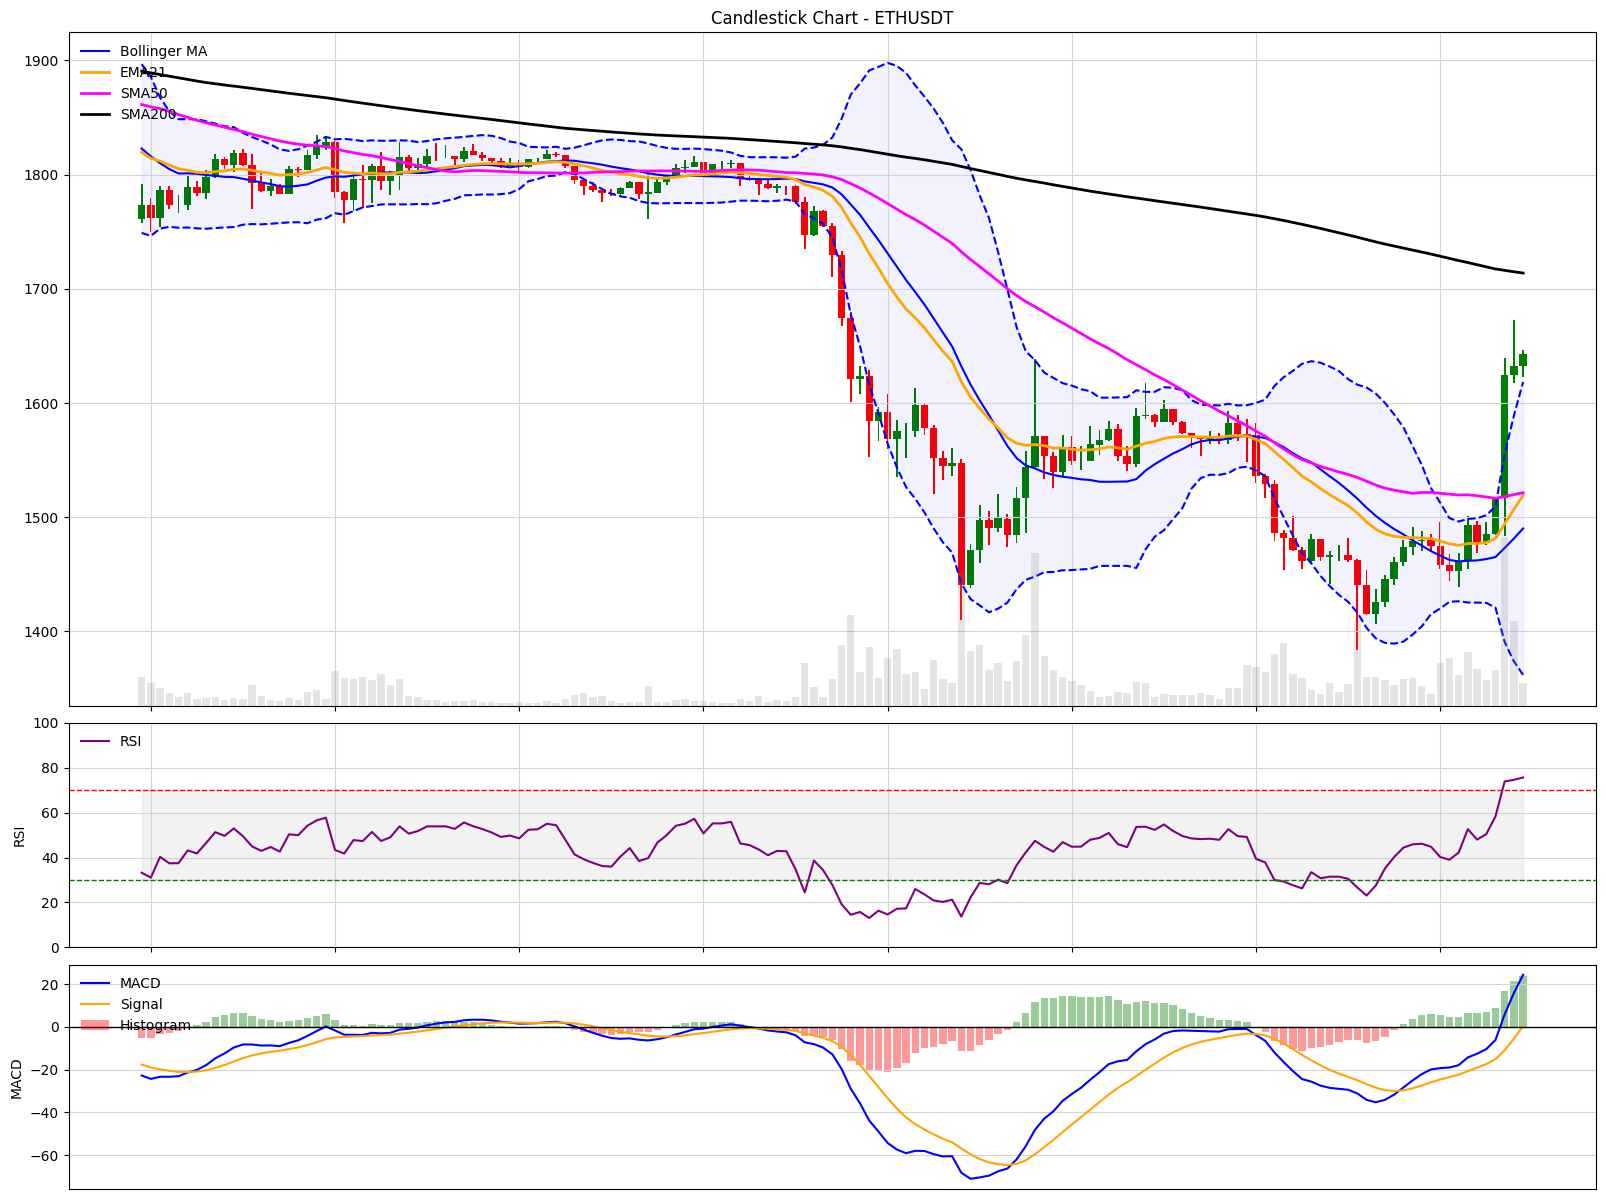 Candlestick Chart - ETHUSDT
Bollinger MA
EMA21
SMA50
SMA200
1900
1800
1700
1600
1500
1400
RSI
100
80
60
40
20
0
RSI
MACD
Signal
Histogram
20
0
−20
−40
−60
MACD